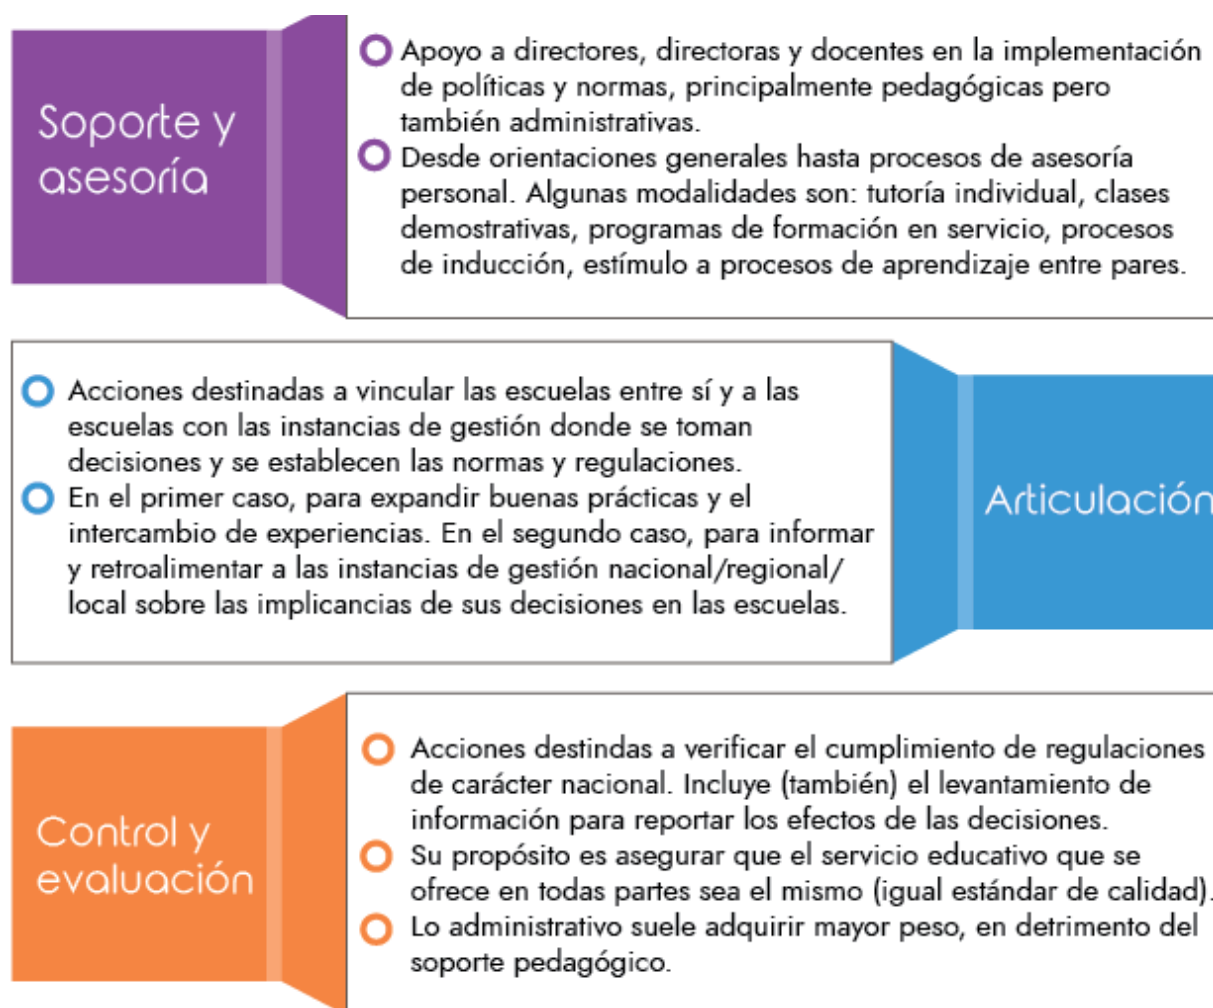 Soporte y
asesoría
Apoyo a directores, directoras y docentes en la implementación
de políticas y normas, principalmente pedagógicas pero
también administrativas.
Desde orientaciones generales hasta procesos de asesoría
personal. Algunas modalidades son: tutoría individual, clases
demostrativas, programas de formación en servicio, procesos
de inducción, estímulo a procesos de aprendizaje entre pares.
Acciones destinadas a vincular las escuelas entre sí y a las
escuelas con las instancias de gestión donde se toman
decisiones y se establecen las normas y regulaciones.
En el primer caso, para expandir buenas prácticas y el
intercambio de experiencias. En el segundo caso, para informar
y retroalimentar a las instancias de gestión nacional/regional/
local sobre las implicancias de sus decisiones en las escuelas.
Articulación
Control y
evaluación
Acciones destindas a verificar el cumplimiento de regulaciones
de carácter nacional. Incluye (también) el levantamiento de
información para reportar los efectos de las decisiones.
Su propósito es asegurar que el servicio educativo que se
ofrece en todas partes sea el mismo (igual estándar de calidad).
Lo administrativo suele adquirir mayor peso, en detrimento del
soporte pedagógico.